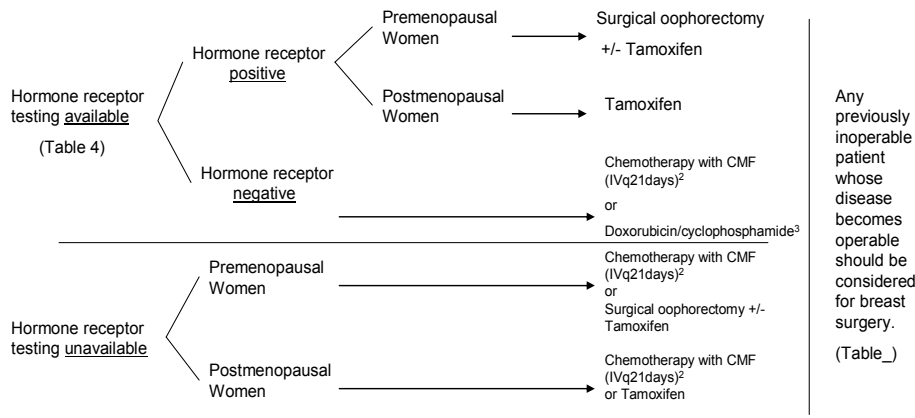 Hormone receptor
testing available
(Table 4)
Hormone receptor
positive
Premenopausal
Women
Surgical oophorectomy
+/- Tamoxifen
Postmenopausal
Women
Tamoxifen
Hormone receptor
negative
Chemotherapy with CMF
(IVq21days)2
or
Doxorubicin/cyclophosphamide3
Hormone receptor
testing unavailable
Premenopausal
Women
Chemotherapy with CMF
(IVq21days)2
or
Surgical oophorectomy +/-
Tamoxifen
Postmenopausal
Women
Chemotherapy with CMF
(IVq21days)2
or Tamoxifen
Any
previously
inoperable
patient
whose
disease
becomes
operable
should be
considered
for breast
surgery.
(Table_)